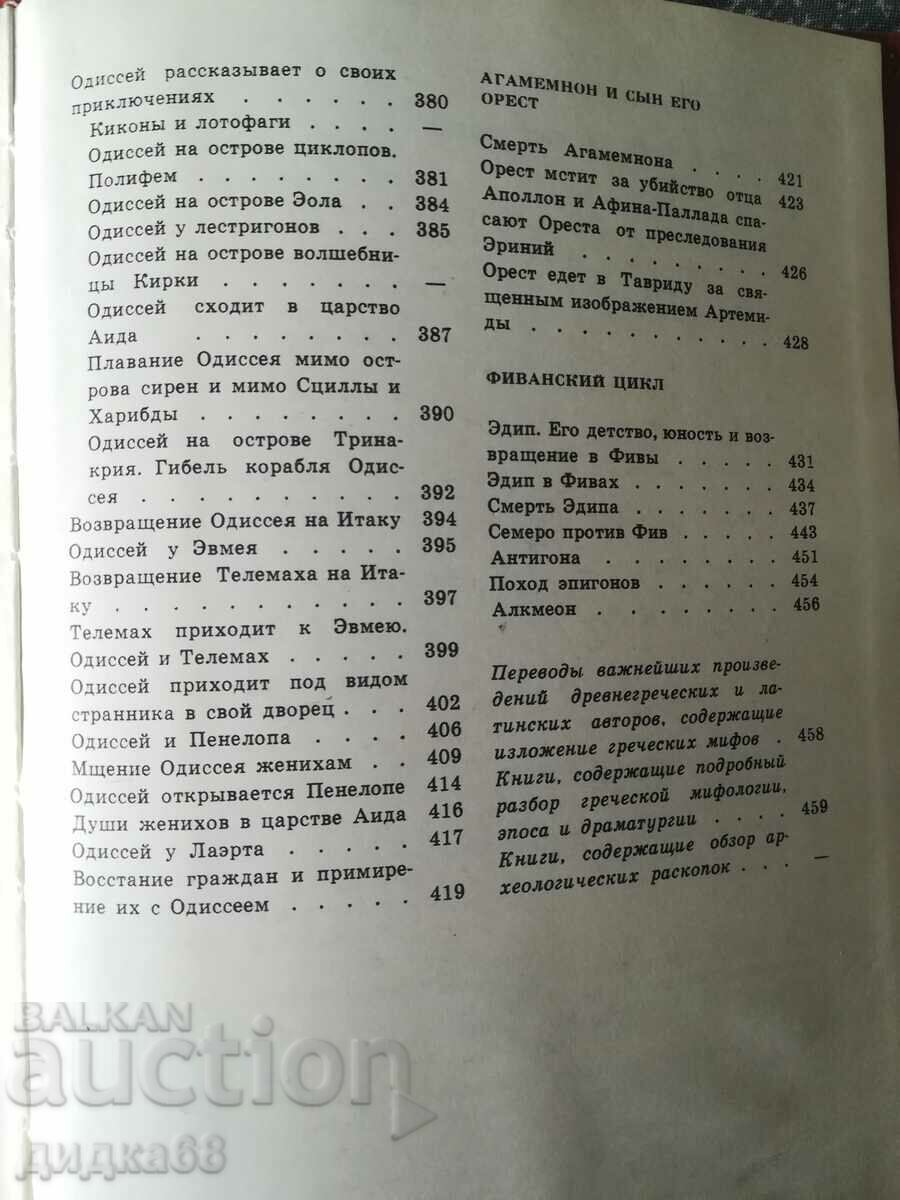 Одиссей рассказывает о своих
приключениях . . . . . . 380
Киконы и лотофаги . . . . —
Одиссей на острове циклопов.
Полифем . . . . . . . . 381
Одиссей на острове Эола . . 384
Одиссей у лестригонов . . . 385
Одиссей на острове волшебни-
цы Кирки . . . . . . . —
Одиссей сходит в царство
Аида . . . . . . . . 387
Плавание Одиссея мимо ост-
рова сирен и мимо Сциллы и
Харибды . . . . . . . . 390
Одиссей на острове Трина-
крия. Гибель корабля Одис-
сея . . . . . . . . . . 392
Возвращение Одиссея на Итаку 394
Одиссей у Эвмея . . . . . 395
Возвращение Телемаха на Ита-
ку . . . . . . . . . . . 397
Телемах приходит к Эвмею.
Одиссей и Телемах . . . . . 399
Одиссей приходит под видом
странника в свой дворец . . . 402
Одиссей и Пенелопа . . . . 406
Мщение Одиссея женихам . . 409
Одиссей открывается Пенелопе 414
Души женихов в царстве Аида 416
Одиссей у Лаэрта . . . . . 417
Восстание граждан и примире-
ние их с Одиссеем . . . . . 419
АГАМЕМНОН И СЫН ЕГО
ОРЕСТ
Смерть Агамемнона . . . . 421
Орест мстит за убийство отца 423
Аполлон и Афина-Паллада спа-
сают Ореста от преследования
Эриний . . . . . . . . 426
Орест едет в Тавриду за свя-
щенным изображением Артеми-
ды . . . . . . . . . . 428
ФИВАНСКИЙ ЦИКЛ
Эдип. Его детство, юность и воз-
вращение в Фивы . . . . . 431
Эдип в Фивах . . . . . . . 434
Смерть Эдипа . . . . . . . 437
Семеро против Фив . . . . . 443
Антигона . . . . . . . . 451
Поход эпигонов . . . . . . 454
Алкмеон . . . . . . . . 456
Переводы важнейших произве-
дений древнегреческих и ла-
тинских авторов, содержащие
изложение греческих мифов . 458
Книги, содержащие подробный
разбор греческой мифологии,
эпоса и драматургии . . . . 459
Книги, содержащие обзор ар-
хеологических раскопок . . . —
BALKAN
auction
дидка68